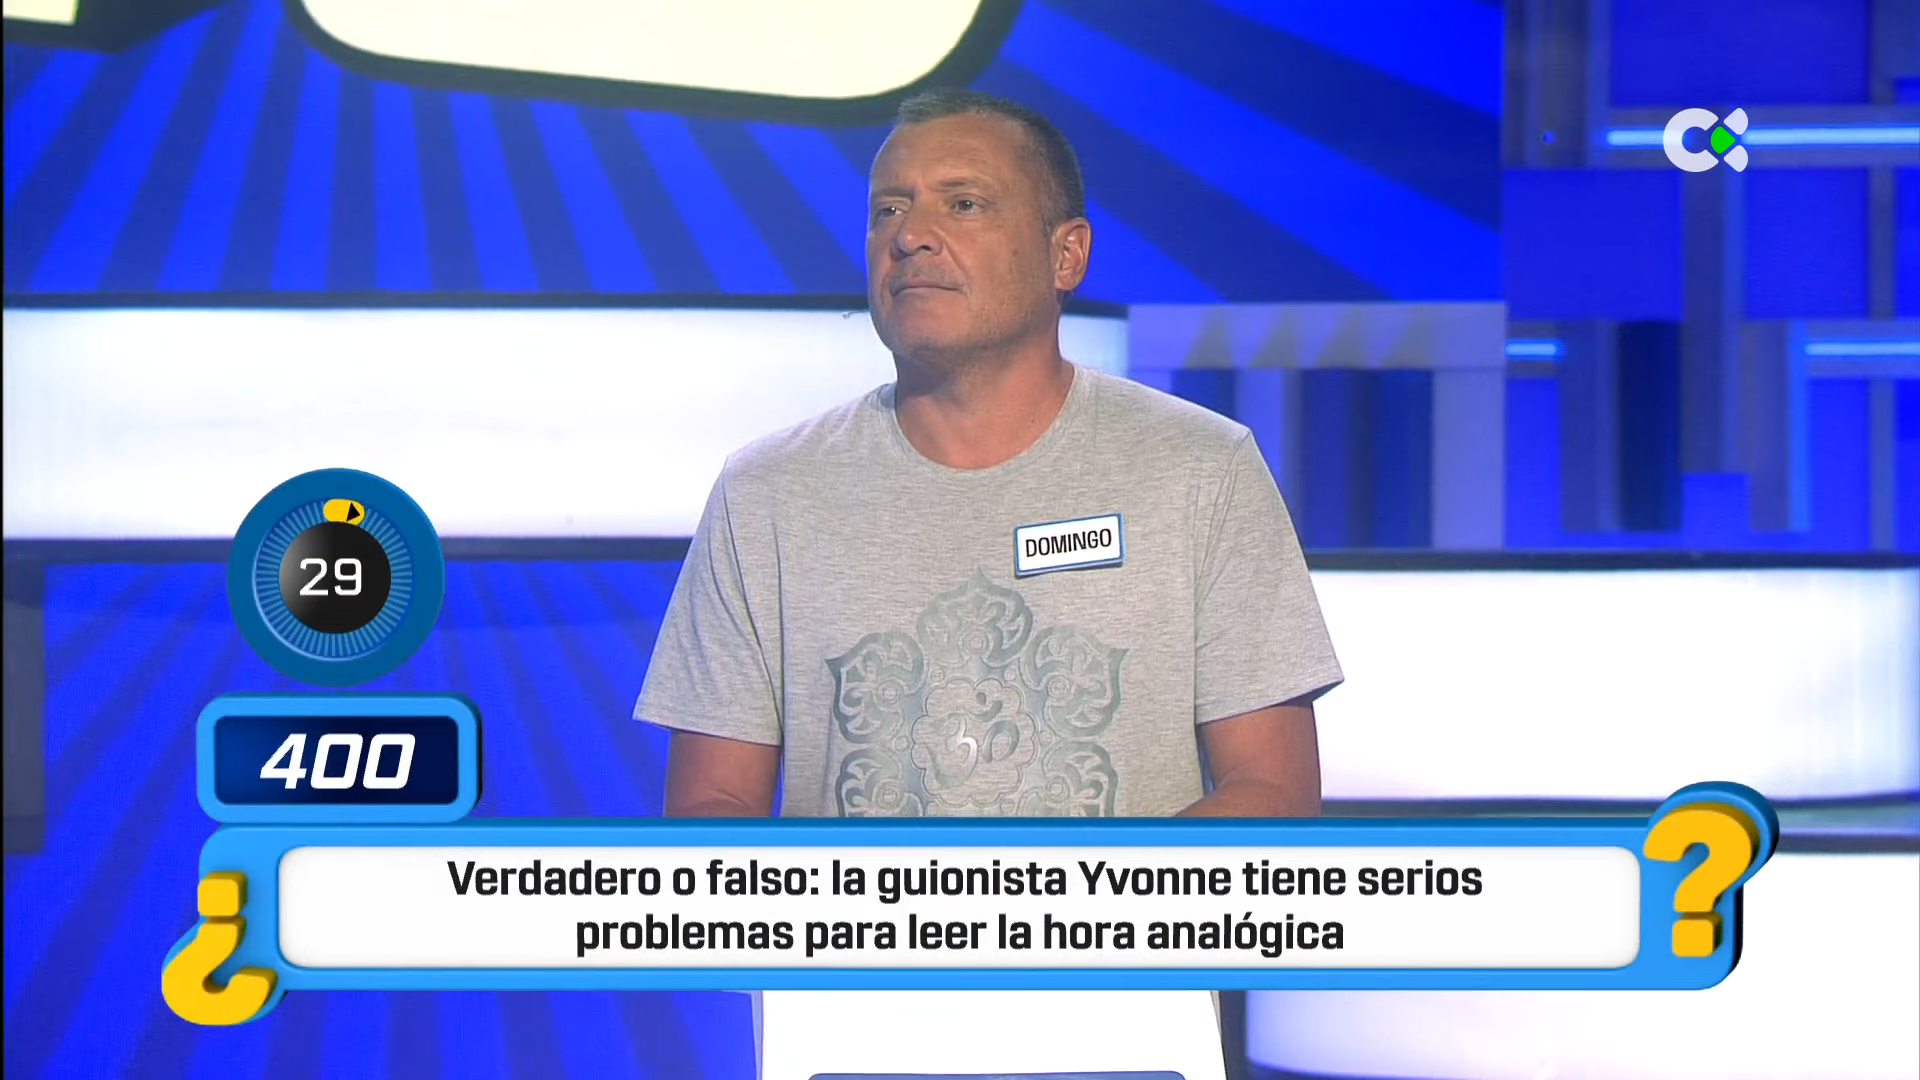 DOMINGO
29
400
Verdadero o falso: la guionista Yvonne tiene serios
problemas para leer la hora analógica